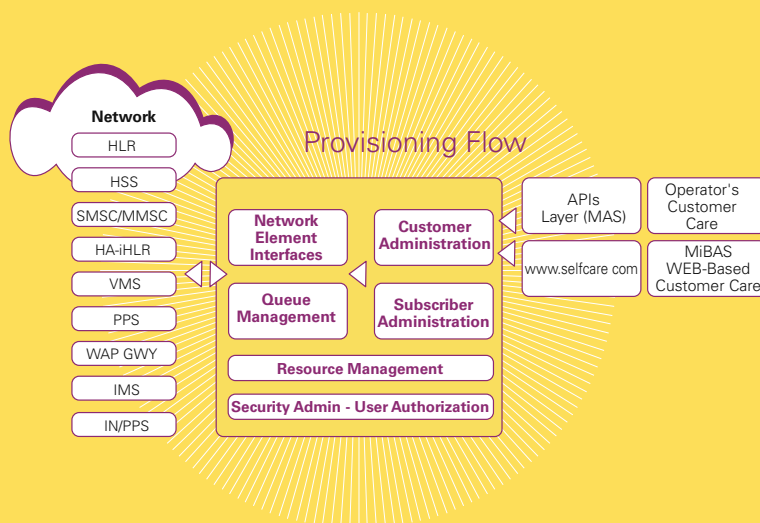 Provisioning Flow
Network
HLR
HSS
SMSC/MMSC
HA-iHLR
VMS
PPS
WAP GWY
IMS
IN/PPS
Network
Element
Interfaces
Customer
Administration
Queue
Management
Subscriber
Administration
Resource Management
Security Admin - User Authorization
APIs
Layer (MAS)
Operator's
Customer
Care
www.selfcare com
MiBAS
WEB-Based
Customer Care